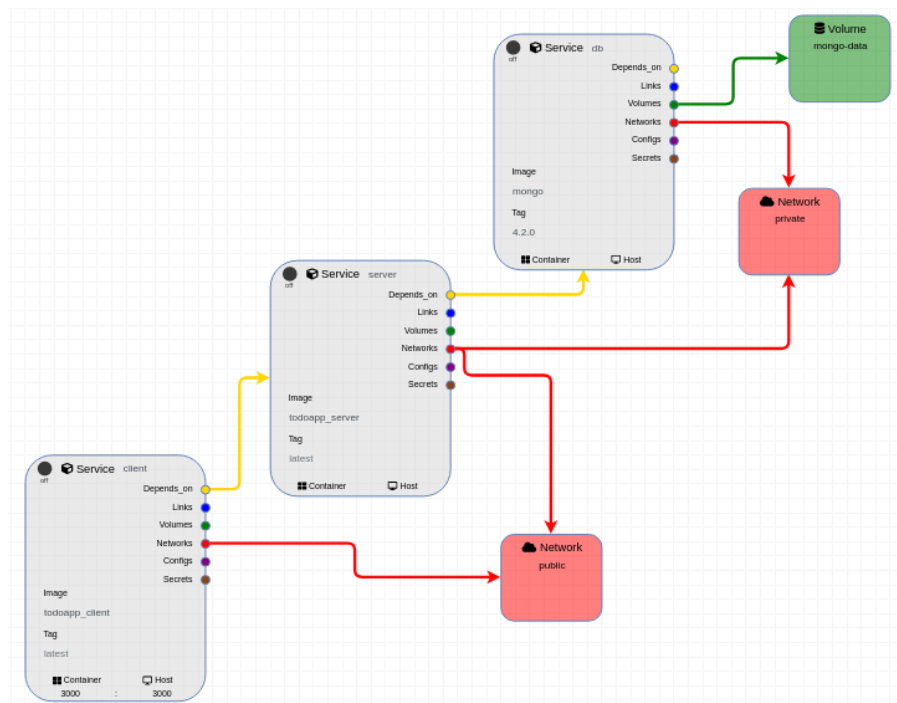 Volume
mongo-data
Service db
off
Depends_on
Links
Volumes
Networks
Configs
Secrets
Image
mongo
Tag
4.2.0
Container Host
Network
private
Service server
off
Depends_on
Links
Volumes
Networks
Configs
Secrets
Image
todoapp_server
Tag
latest
Container Host
Service client
off
Depends_on
Links
Volumes
Networks
Configs
Secrets
Image
todoapp_client
Tag
latest
Container Host
3000 : 3000
Network
public